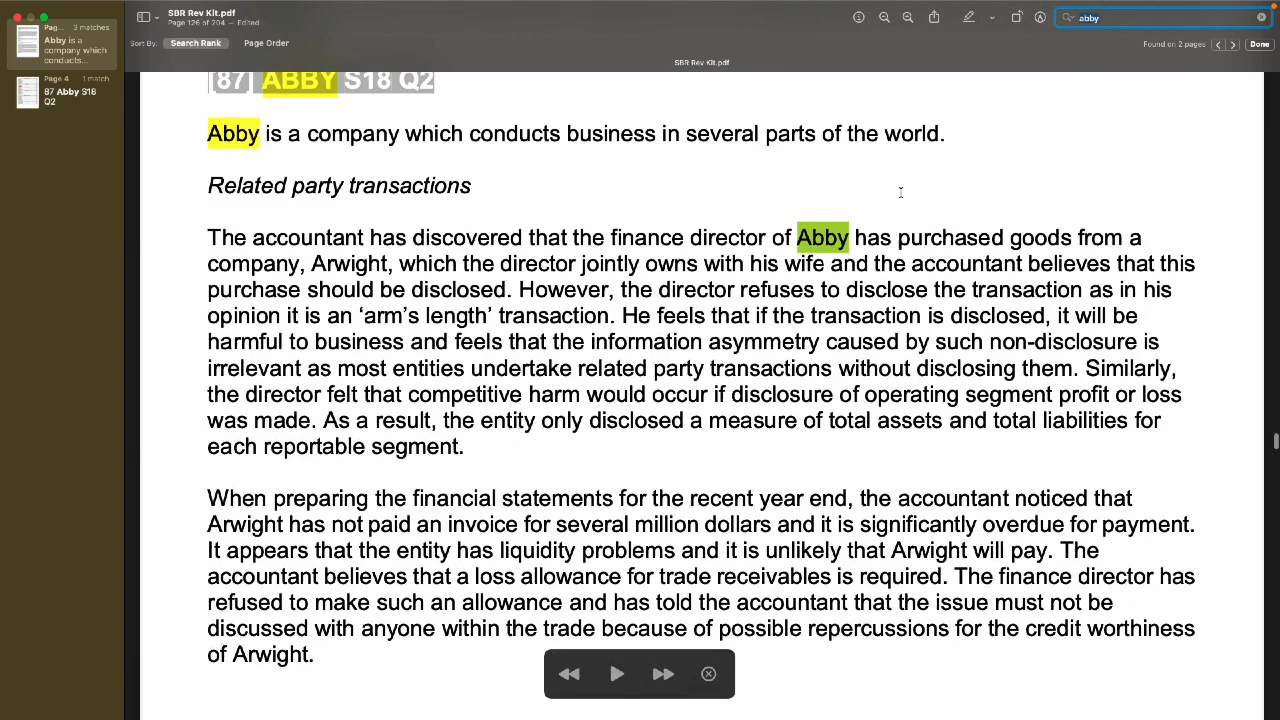 SBR Rev Kit.pdf
Page 126 of 204 — Edited
abby
Sort By:
Search Rank
Page Order
Found on 2 pages
Done
SBR Rev Kit.pdf
Pag... 3 matches
Abby is a
company which
conducts...
Page 4 1 match
87 Abby S18
Q2
[87] ABBY S18 Q2
Abby is a company which conducts business in several parts of the world.
Related party transactions
The accountant has discovered that the finance director of Abby has purchased goods from a
company, Arwight, which the director jointly owns with his wife and the accountant believes that this
purchase should be disclosed. However, the director refuses to disclose the transaction as in his
opinion it is an ‘arm’s length’ transaction. He feels that if the transaction is disclosed, it will be
harmful to business and feels that the information asymmetry caused by such non-disclosure is
irrelevant as most entities undertake related party transactions without disclosing them. Similarly,
the director felt that competitive harm would occur if disclosure of operating segment profit or loss
was made. As a result, the entity only disclosed a measure of total assets and total liabilities for
each reportable segment.
When preparing the financial statements for the recent year end, the accountant noticed that
Arwight has not paid an invoice for several million dollars and it is significantly overdue for payment.
It appears that the entity has liquidity problems and it is unlikely that Arwight will pay. The
accountant believes that a loss allowance for trade receivables is required. The finance director has
refused to make such an allowance and has told the accountant that the issue must not be
discussed with anyone within the trade because of possible repercussions for the credit worthiness
of Arwight.